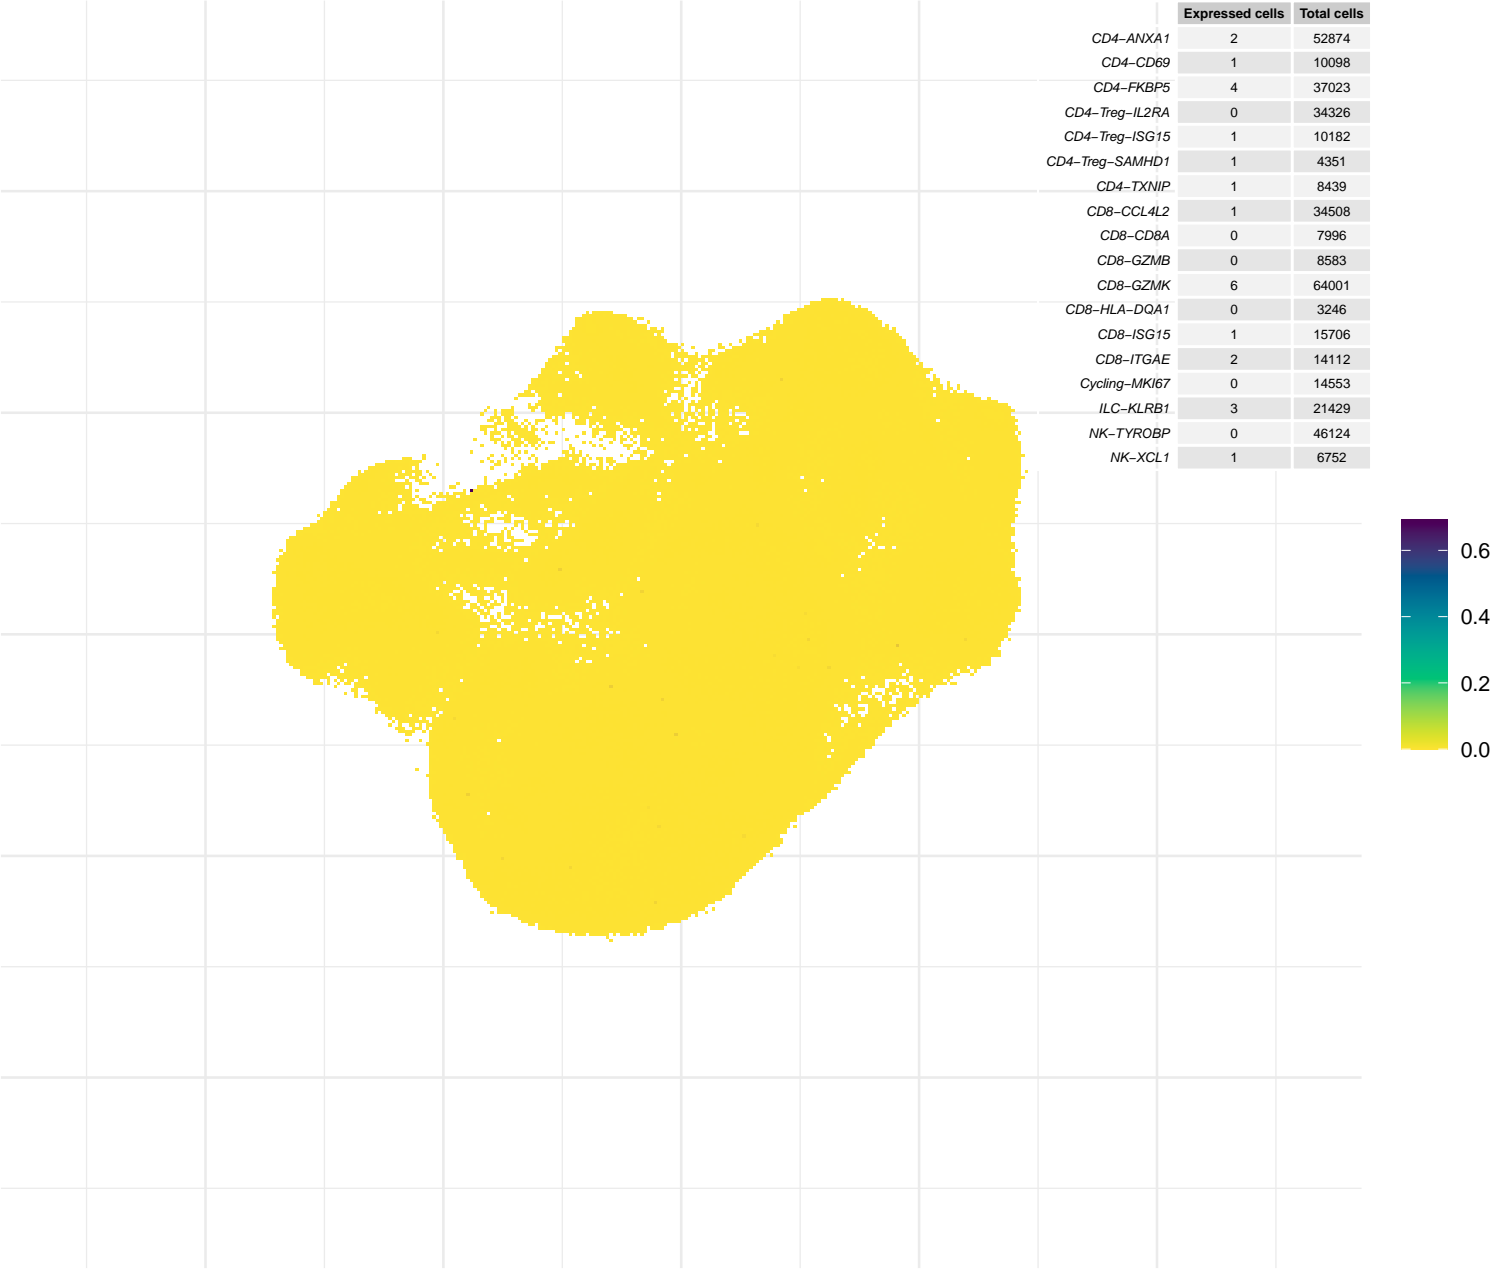 Expressed cells Total cells
CD4−ANXA1 2 52874
CD4−CD69 1 10098
CD4−FKBP5 4 37023
CD4−Treg−IL2RA 0 34326
CD4−Treg−ISG15 1 10182
CD4−Treg−SAMHD1 1 4351
CD4−TXNIP 1 8439
CD8−CCL4L2 1 34508
CD8−CD8A 0 7996
CD8−GZMB 0 8583
CD8−GZMK 6 64001
CD8−HLA−DQA1 0 3246
CD8−ISG15 1 15706
CD8−ITGAE 2 14112
Cycling−MKI67 0 14553
ILC−KLRB1 3 21429
NK−TYROBP 0 46124
NK−XCL1 1 6752
0.6
0.4
0.2
0.0